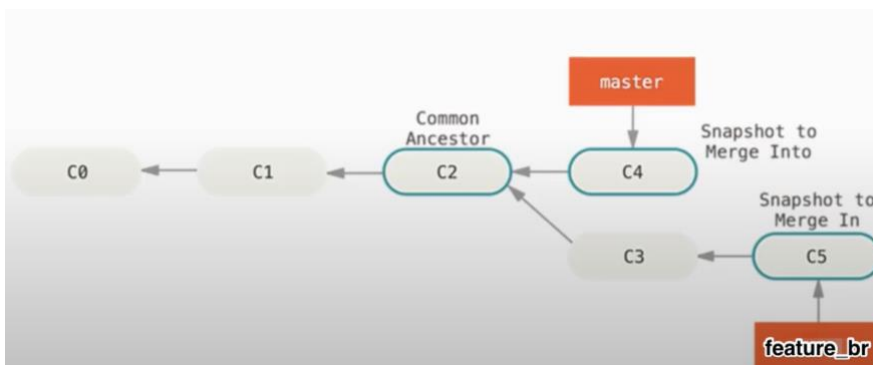 master
Common
Ancestor
Snapshot to
Merge Into
C0
C1
C2
C4
Snapshot to
Merge In
C3
C5
feature_br